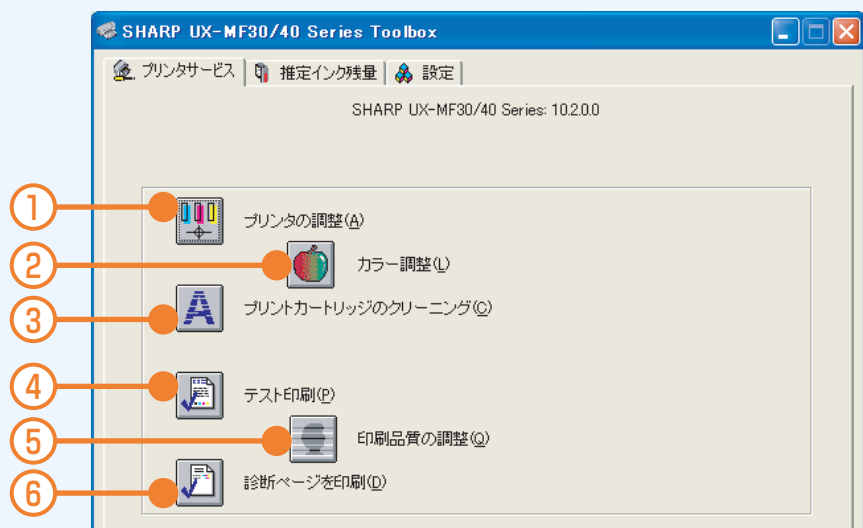 SHARP UX-MF30/40 Series Toolbox
プリンタサービス 推定インク残量 設定
SHARP UX-MF30/40 Series: 10.2.0.0
① プリンタの調整(A)
② カラー調整(L)
③ プリントカートリッジのクリーニング(C)
④ テスト印刷(P)
⑤ 印刷品質の調整(Q)
⑥ 診断ページを印刷(D)